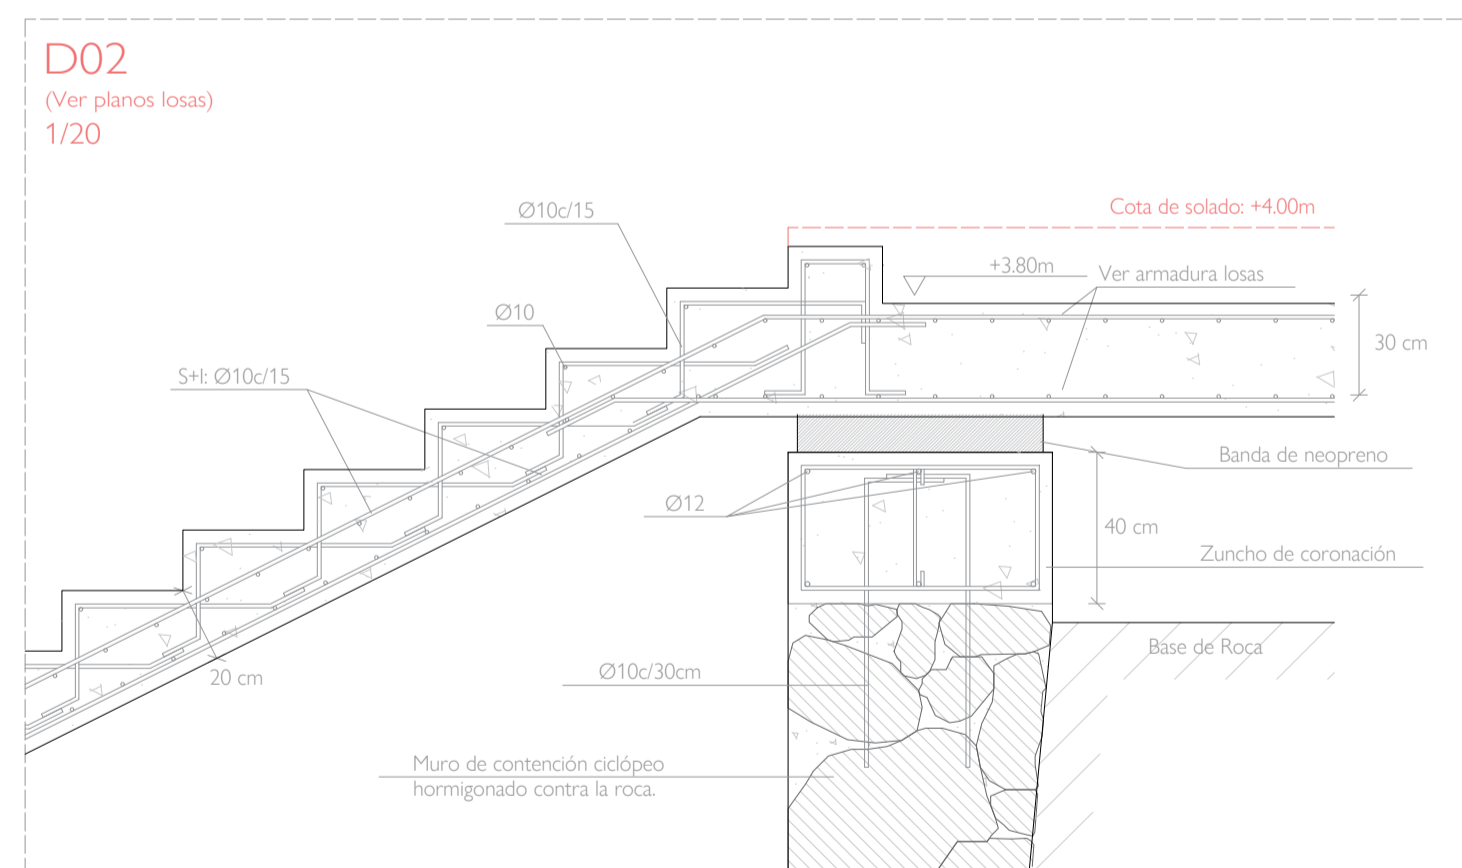 D02
(Ver planos losas)
1/20
Ø10c/15
Cota de solado: +4.00m
+3.80m
Ver armadura losas
Ø10
30 cm
S+I: Ø10c/15
Banda de neopreno
Ø12
40 cm
Zuncho de coronación
Base de Roca
20 cm
Ø10c/30cm
Muro de contención ciclópeo
hormigonado contra la roca.